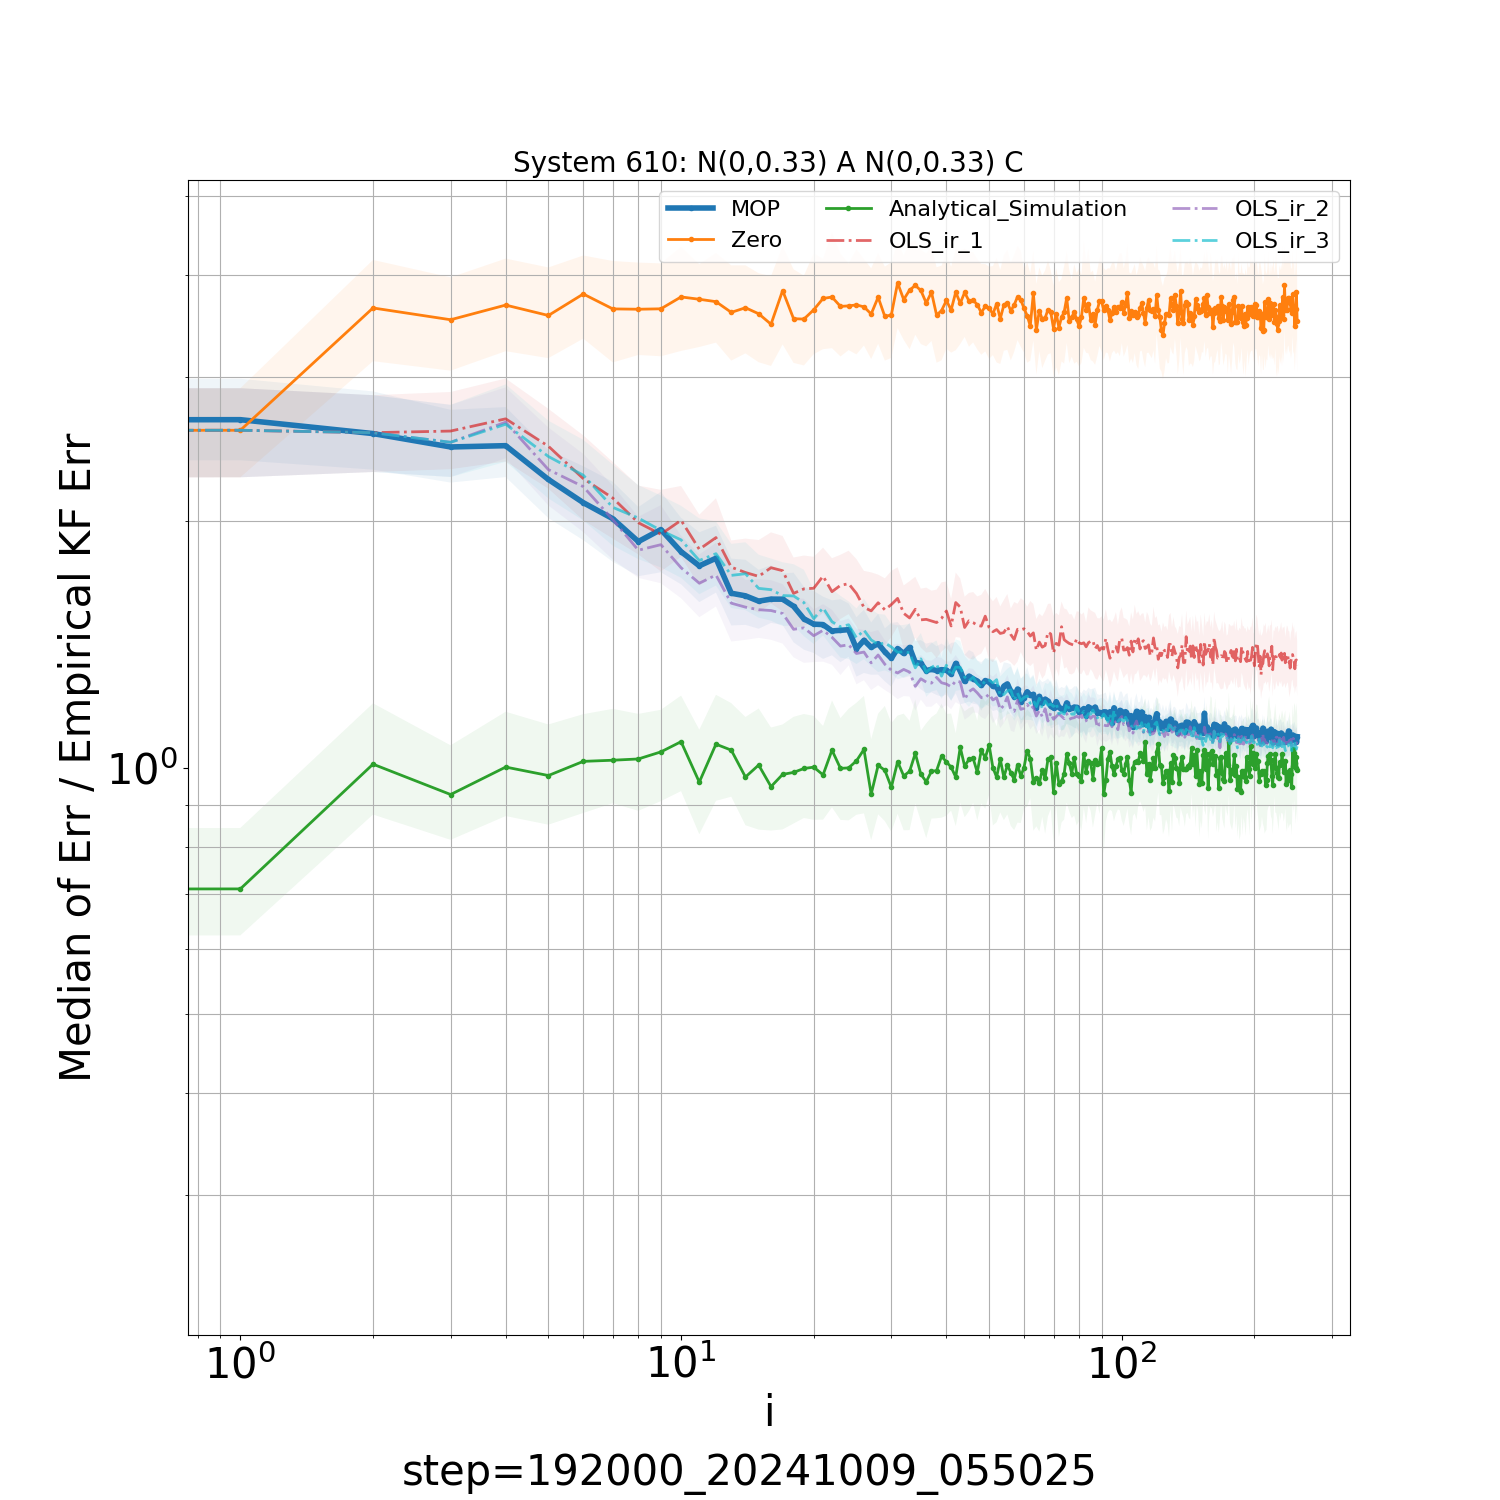 System 610: N(0,0.33) A N(0,0.33) C
MOP
Zero
Analytical_Simulation
OLS_ir_1
OLS_ir_2
OLS_ir_3
Median of Err / Empirical KF Err
10⁰
10⁰
10¹
10²
i
step=192000_20241009_055025